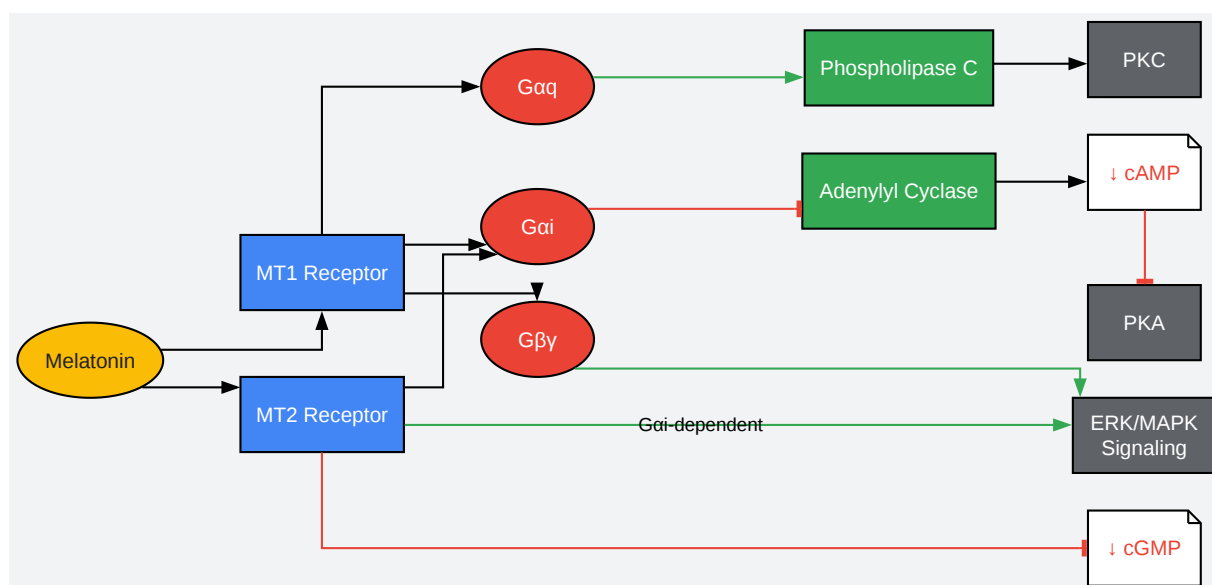 Gαq
Phospholipase C
PKC
Adenylyl Cyclase
↓ cAMP
Gαi
MT1 Receptor
PKA
Gβγ
Melatonin
MT2 Receptor
Gαi-dependent
ERK/MAPK
Signaling
↓ cGMP